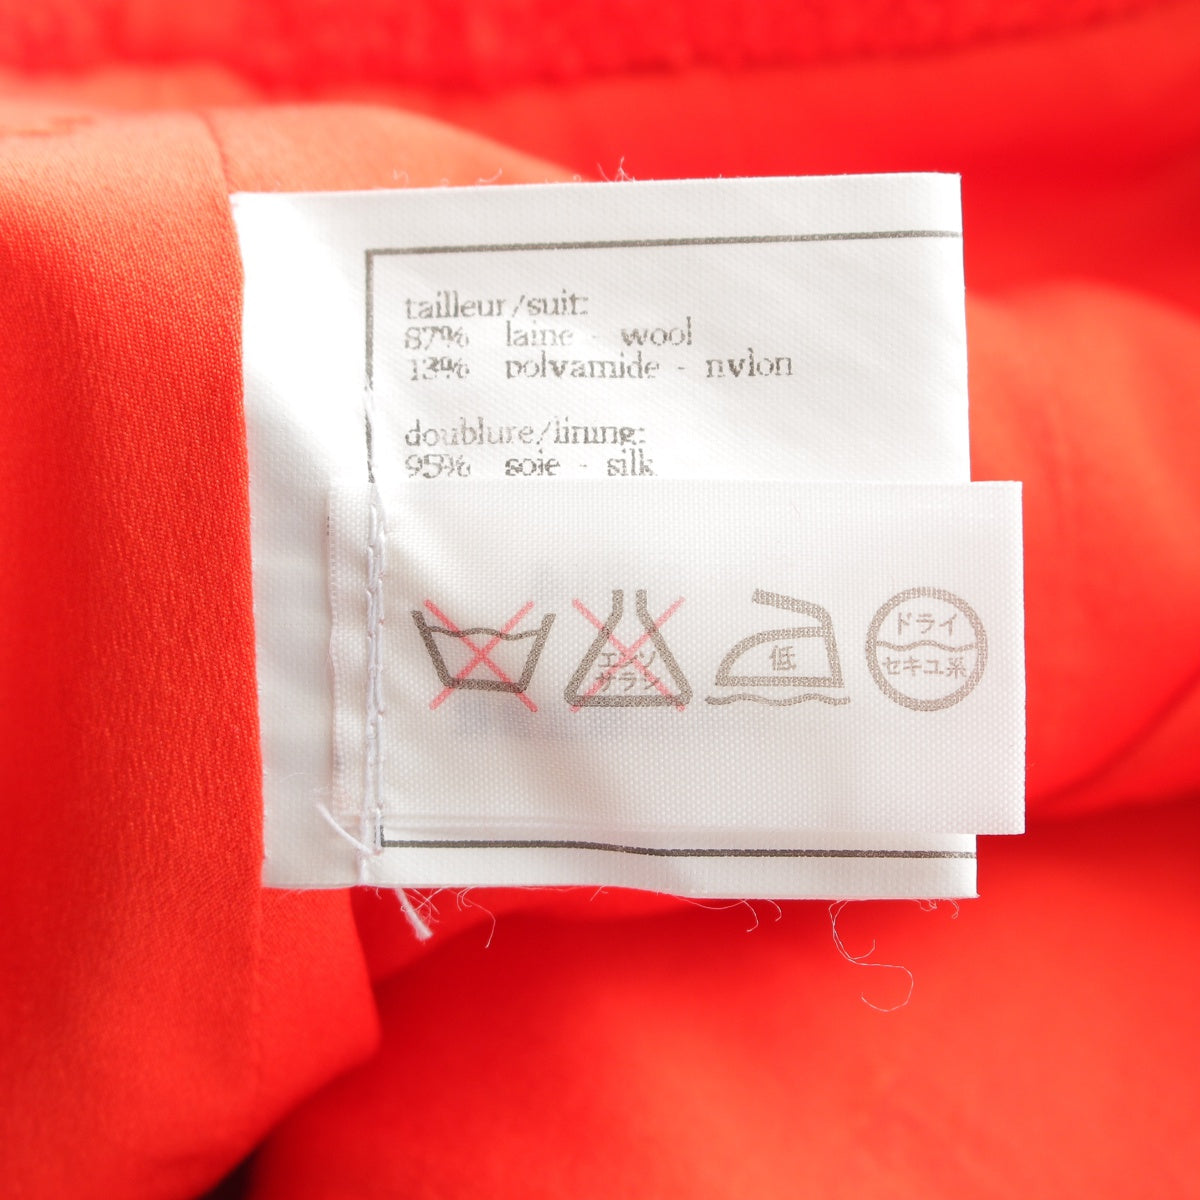 tailleur/suit:
87% laine - wool
13% polyamide - nylon
doublure/lining:
95% soie - silk
エンソ
サラシ
低
ドライ
セキユ系